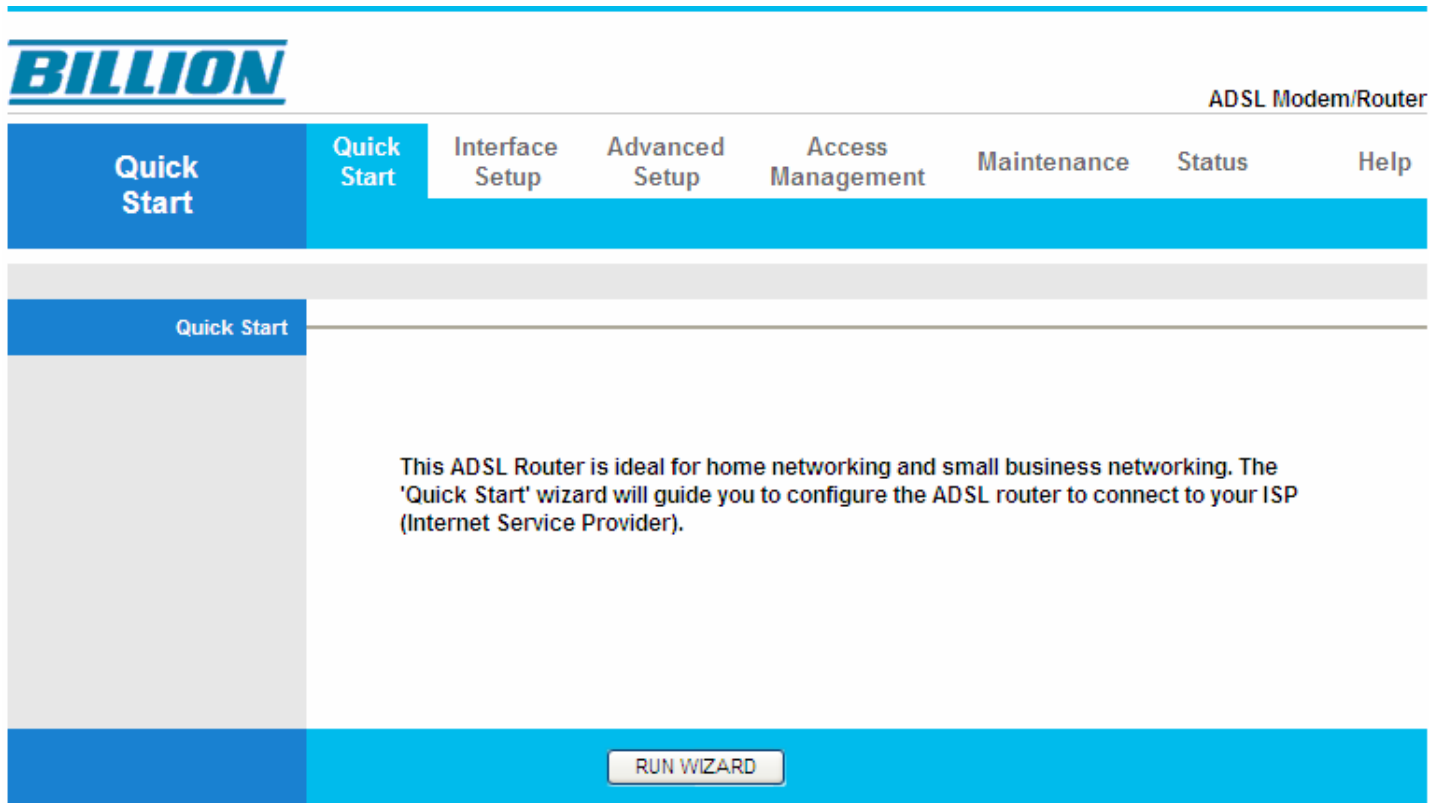 BILLION
ADSL Modem/Router
Quick
Start
Quick
Start
Interface
Setup
Advanced
Setup
Access
Management
Maintenance
Status
Help
Quick Start
This ADSL Router is ideal for home networking and small business networking. The
'Quick Start' wizard will guide you to configure the ADSL router to connect to your ISP
(Internet Service Provider).
RUN WIZARD